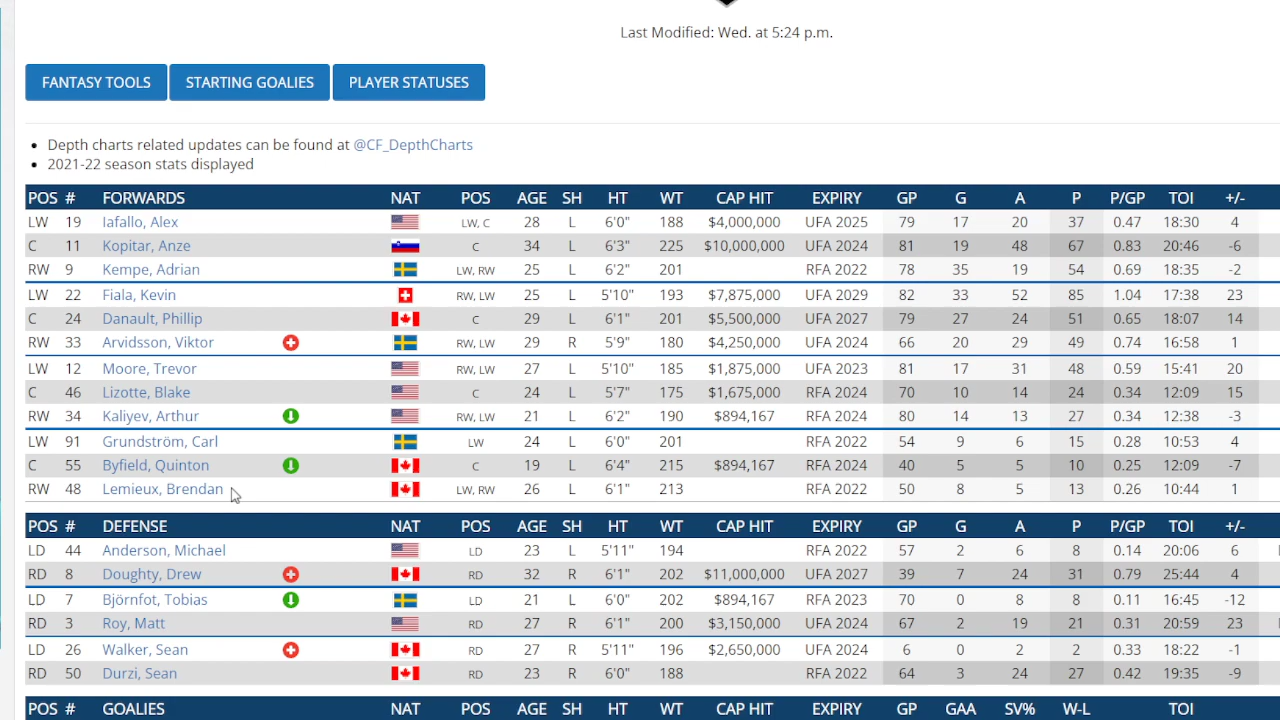 Last Modified: Wed. at 5:24 p.m.
FANTASY TOOLS STARTING GOALIES PLAYER STATUSES
• Depth charts related updates can be found at @CF_DepthCharts
• 2021-22 season stats displayed
POS # FORWARDS NAT POS AGE SH HT WT CAP HIT EXPIRY GP G A P P/GP TOI +/-
LW 19 Iafallo, Alex LW, C 28 L 6'0" 188 $4,000,000 UFA 2025 79 17 20 37 0.47 18:30 4
C 11 Kopitar, Anze C 34 L 6'3" 225 $10,000,000 UFA 2024 81 19 48 67 0.83 20:46 -6
RW 9 Kempe, Adrian LW, RW 25 L 6'2" 201 RFA 2022 78 35 19 54 0.69 18:35 -2
LW 22 Fiala, Kevin RW, LW 25 L 5'10" 193 $7,875,000 UFA 2029 82 33 52 85 1.04 17:38 23
C 24 Danault, Phillip C 29 L 6'1" 201 $5,500,000 UFA 2027 79 27 24 51 0.65 18:07 14
RW 33 Arvidsson, Viktor RW, LW 29 R 5'9" 180 $4,250,000 UFA 2024 66 20 29 49 0.74 16:58 1
LW 12 Moore, Trevor RW, LW 27 L 5'10" 185 $1,875,000 UFA 2023 81 17 31 48 0.59 15:41 20
C 46 Lizotte, Blake C 24 L 5'7" 175 $1,675,000 UFA 2024 70 10 14 24 0.34 12:09 15
RW 34 Kaliyev, Arthur RW, LW 21 L 6'2" 190 $894,167 RFA 2024 80 14 13 27 0.34 12:38 -3
LW 91 Grundström, Carl LW 24 L 6'0" 201 RFA 2022 54 9 6 15 0.28 10:53 4
C 55 Byfield, Quinton C 19 L 6'4" 215 $894,167 RFA 2024 40 5 5 10 0.25 12:09 -7
RW 48 Lemieux, Brendan LW, RW 26 L 6'1" 213 RFA 2022 50 8 5 13 0.26 10:44 1
POS # DEFENSE NAT POS AGE SH HT WT CAP HIT EXPIRY GP G A P P/GP TOI +/-
LD 44 Anderson, Michael LD 23 L 5'11" 194 RFA 2022 57 2 6 8 0.14 20:06 6
RD 8 Doughty, Drew RD 32 R 6'1" 202 $11,000,000 UFA 2027 39 7 24 31 0.79 25:44 4
LD 7 Björnfot, Tobias LD 21 L 6'0" 202 $894,167 RFA 2023 70 0 8 8 0.11 16:45 -12
RD 3 Roy, Matt RD 27 R 6'1" 200 $3,150,000 UFA 2024 67 2 19 21 0.31 20:59 23
LD 26 Walker, Sean RD 27 R 5'11" 196 $2,650,000 UFA 2024 6 0 2 2 0.33 18:22 -1
RD 50 Durzi, Sean RD 23 R 6'0" 188 RFA 2022 64 3 24 27 0.42 19:35 -9
POS # GOALIES NAT POS AGE SH HT WT CAP HIT EXPIRY GP GAA SV% W-L TOI